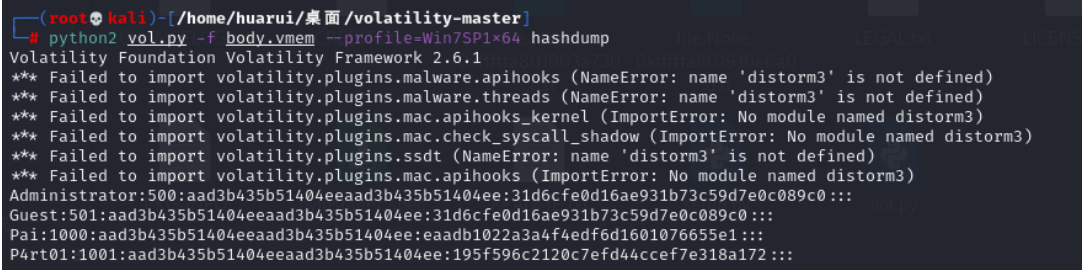 ┌──(root💀kali)-[/home/huarui/桌面/volatility-master]
└─# python2 vol.py -f body.vmem --profile=Win7SP1×64 hashdump
Volatility Foundation Volatility Framework 2.6.1
*** Failed to import volatility.plugins.malware.apihooks (NameError: name 'distorm3' is not defined)
*** Failed to import volatility.plugins.malware.threads (NameError: name 'distorm3' is not defined)
*** Failed to import volatility.plugins.mac.apihooks_kernel (ImportError: No module named distorm3)
*** Failed to import volatility.plugins.mac.check_syscall_shadow (ImportError: No module named distorm3)
*** Failed to import volatility.plugins.ssdt (NameError: name 'distorm3' is not defined)
*** Failed to import volatility.plugins.mac.apihooks (ImportError: No module named distorm3)
Administrator:500:aad3b435b51404eeaad3b435b51404ee:31d6cfe0d16ae931b73c59d7e0c089c0:::
Guest:501:aad3b435b51404eeaad3b435b51404ee:31d6cfe0d16ae931b73c59d7e0c089c0:::
Pai:1000:aad3b435b51404eeaad3b435b51404ee:eaadb1022a3a4f4edf6d1601076655e1:::
P4rt01:1001:aad3b435b51404eeaad3b435b51404ee:195f596c2120c7efd44ccef7e318a172:::